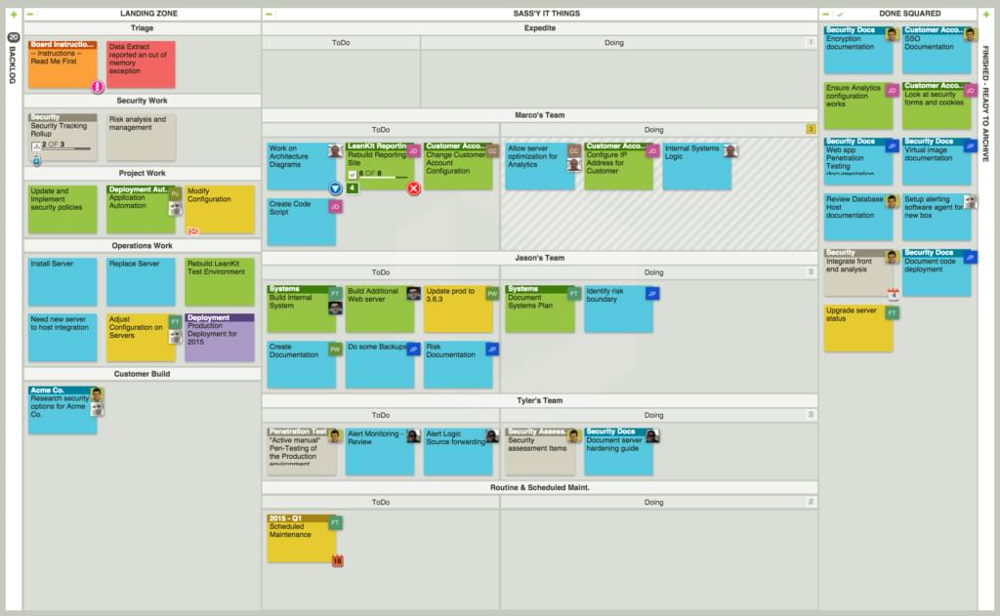 LANDING ZONE
SASS'Y IT THINGS
DONE SQUARED
20
BACKLOG
FINISHED - READY TO ARCHIVE
Triage
Board Instructio...
-- Instructions --
Read Me First
Data Extract
reported an out of
memory
exception
Security Work
Security
Security Tracking
Rollup
2 OF 3
Risk analysis and
management
Project Work
Update and
Implement
security policies
Deployment Aut...
Application
Automation
PJ
Modify
Configuration
Operations Work
Install Server
Replace Server
Rebuild LeanKit
Test Environment
Need new server
to host integration
Adjust
Configuration on
Servers
FT
Deployment
Production
Deployment for
2015
Customer Build
Acme Co.
Research security
options for Acme
Co.
Expedite
ToDo
Doing
1
Marco's Team
ToDo
Doing
3
Work on
Architecture
Diagrams
LeanKit Reporting
Rebuild Reporting
Site
JD
6 OF 8
4
Customer Acco...
Change Customer
Account
Configuration
CC
Allow server
optimization for
Analytics
CC
Customer Acco...
Configure IP
Address for
Customer
JD
Internal Systems
Logic
Create Code
Script
JD
Jason's Team
ToDo
Doing
3
Systems
Build Internal
System
FT
Build Additional
Web server
Update prod to
3.6.3
PW
Systems
Document
Systems Plan
FT
Identify risk
boundary
JP
Create
Documentation
PW
Do some Backups
JP
Risk
Documentation
JP
Tyler's Team
ToDo
Doing
3
Penetration Test
"Active manual"
Pen-Testing of
the Production
environment
Alert Monitoring -
Review
Alert Logic
Source forwarding
Security Assess...
Security
assessment Items
Security Docs
Document server
hardening guide
Routine & Scheduled Maint.
ToDo
Doing
2
2015 - Q1
Scheduled
Maintenance
FT
18
Security Docs
Encryption
documentation
Customer Acco...
SSO
Documentation
Ensure Analytics
configuration
works
JD
Customer Acco...
Look at security
forms and cookies
JD
Security Docs
Web app
Penetration
Testing
documentation
JP
Security Docs
Virtual image
documentation
JP
Review Database
Host
documentation
Setup alerting
software agent for
new box
Security
Integrate front
end analysis
4
Security Docs
Document code
deployment
JP
Upgrade server
status
FT